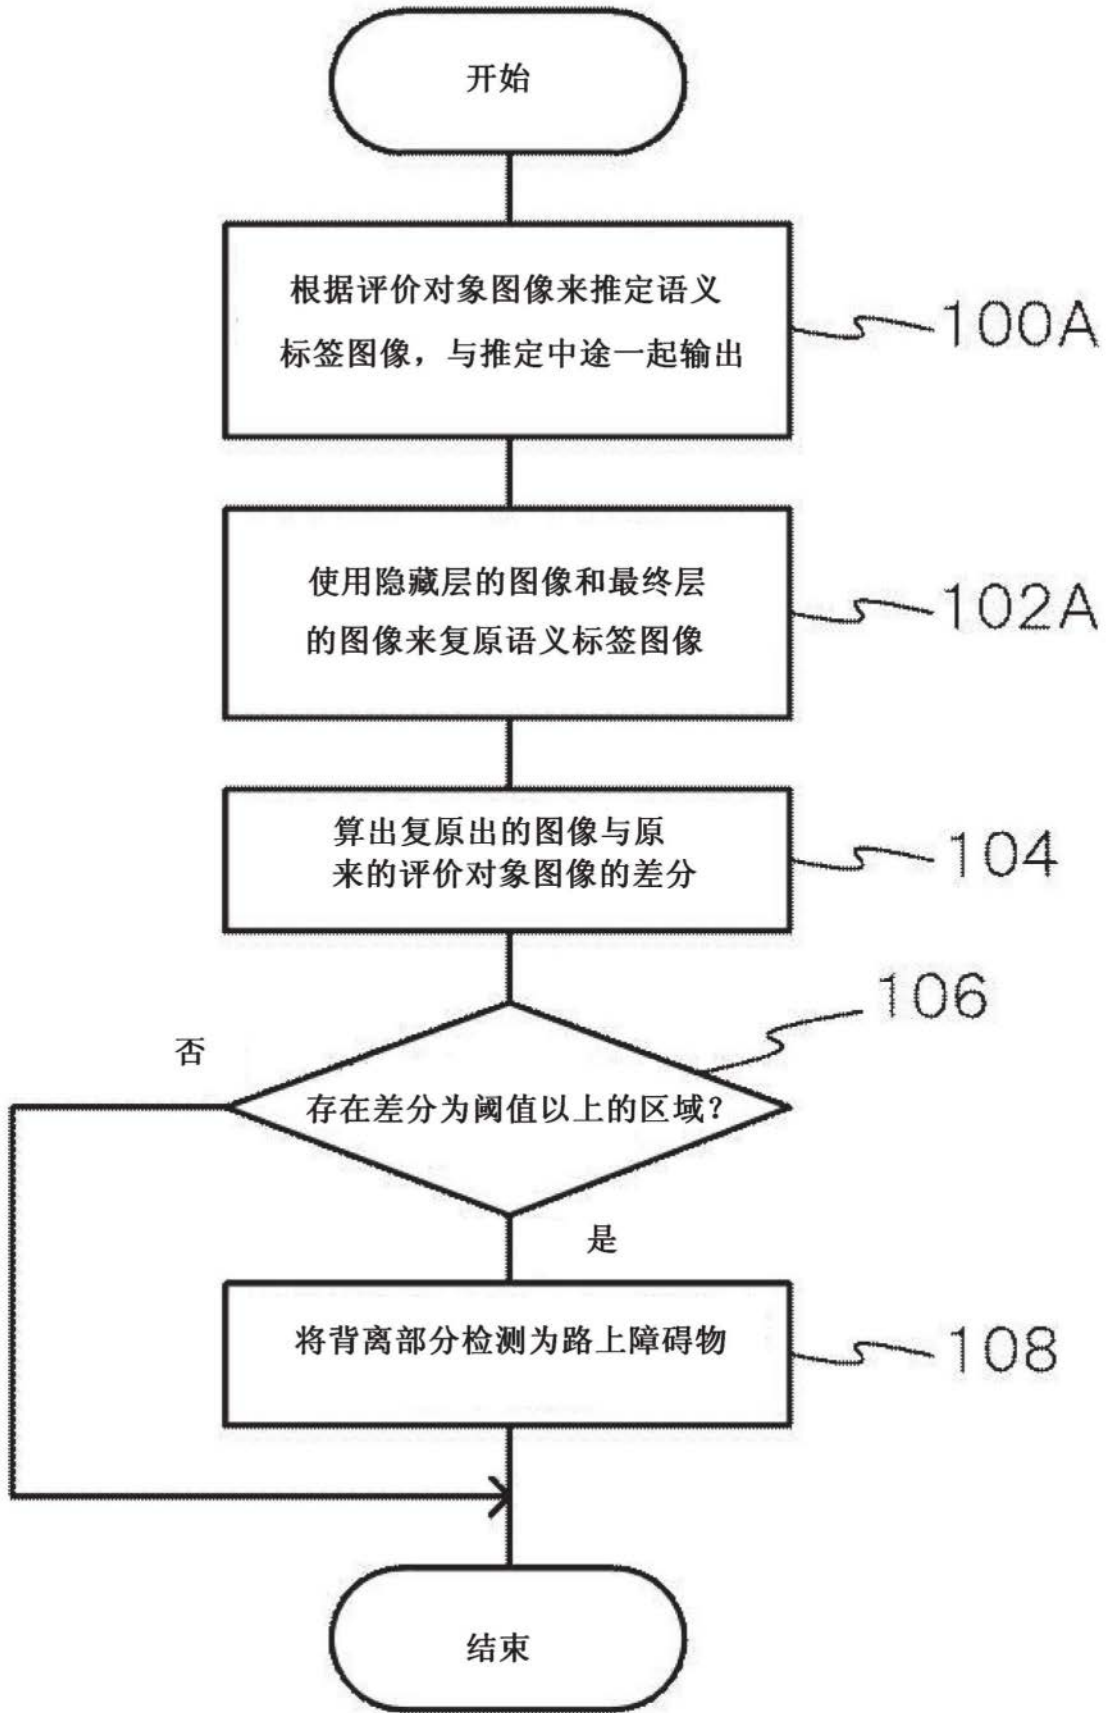 开始
根据评价对象图像来推定语义
标签图像，与推定中途一起输出
100A
使用隐藏层的图像和最终层
的图像来复原语义标签图像
102A
算出复原出的图像与原
来的评价对象图像的差分
104
106
否
存在差分为阈值以上的区域？
是
将背离部分检测为路上障碍物
108
结束